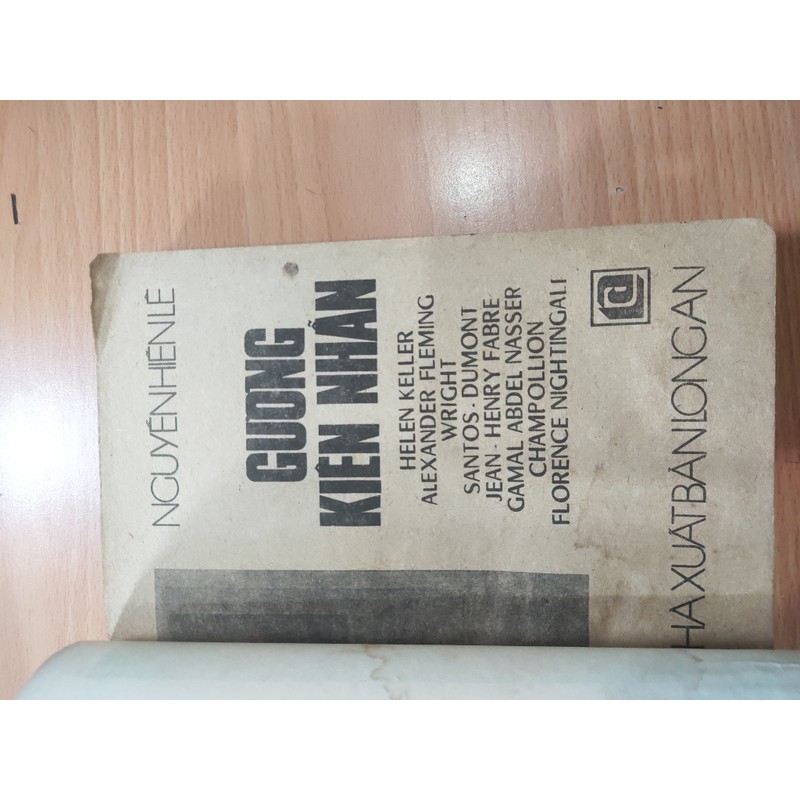 NGUYỄN HIẾN LÊ
GƯƠNG
KIÊN NHẪN
HELEN KELLER
ALEXANDER FLEMING
WRIGHT
SANTOS - DUMONT
JEAN - HENRY FABRE
GAMAL ABDEL NASSER
CHAMPOLLION
FLORENCE NIGHTINGALE
HÀ XUẤT BẢN LONG AN